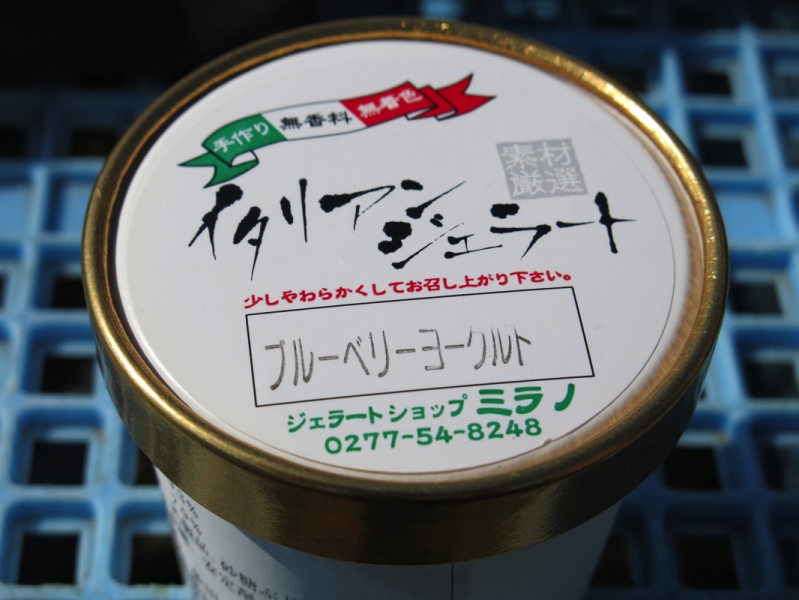 手作り 無香料 無着色
素材
厳選
イタリアンジェラート
少しやわらかくしてお召し上がり下さい。
ブルーベリーヨークルト
ジェラートショップ ミラノ
0277-54-8248